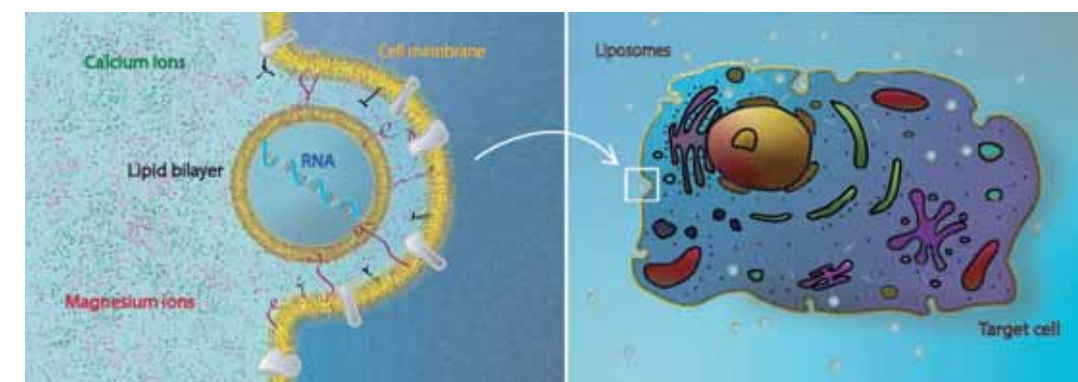 Calcium ions
Cell membrane
Lipid bilayer
RNA
Magnesium ions
Liposomes
Target cell